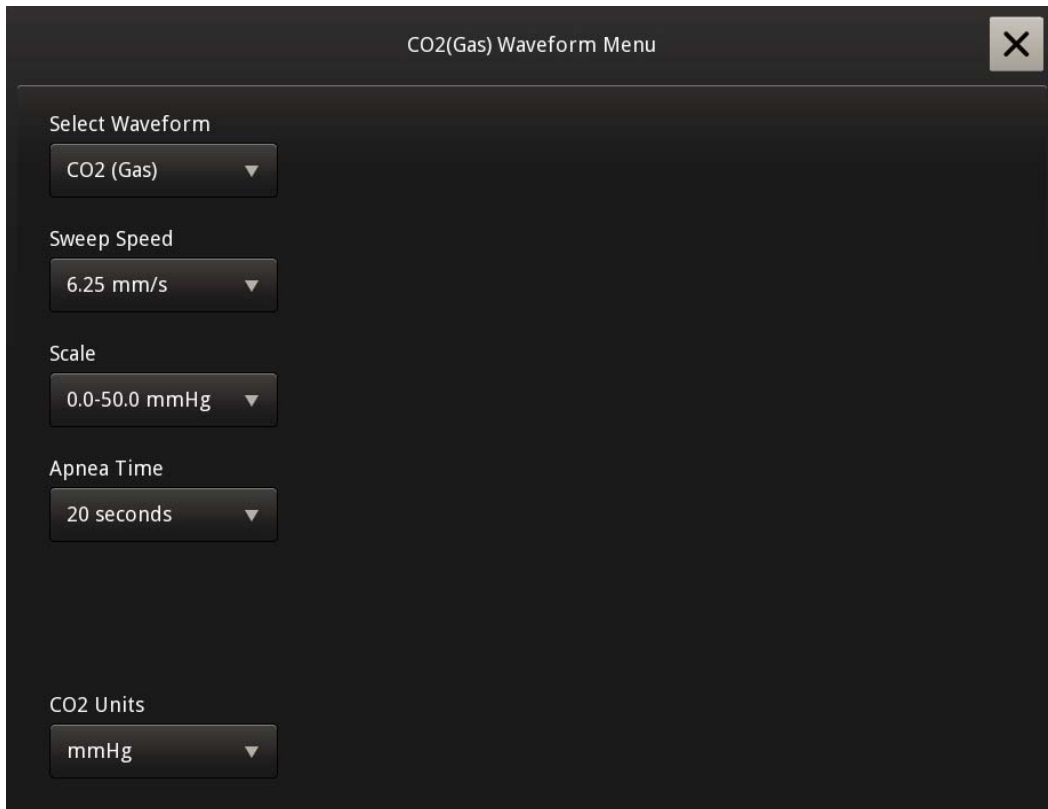 CO2(Gas) Waveform Menu
Select Waveform
CO2 (Gas)
Sweep Speed
6.25 mm/s
Scale
0.0-50.0 mmHg
Apnea Time
20 seconds
CO2 Units
mmHg